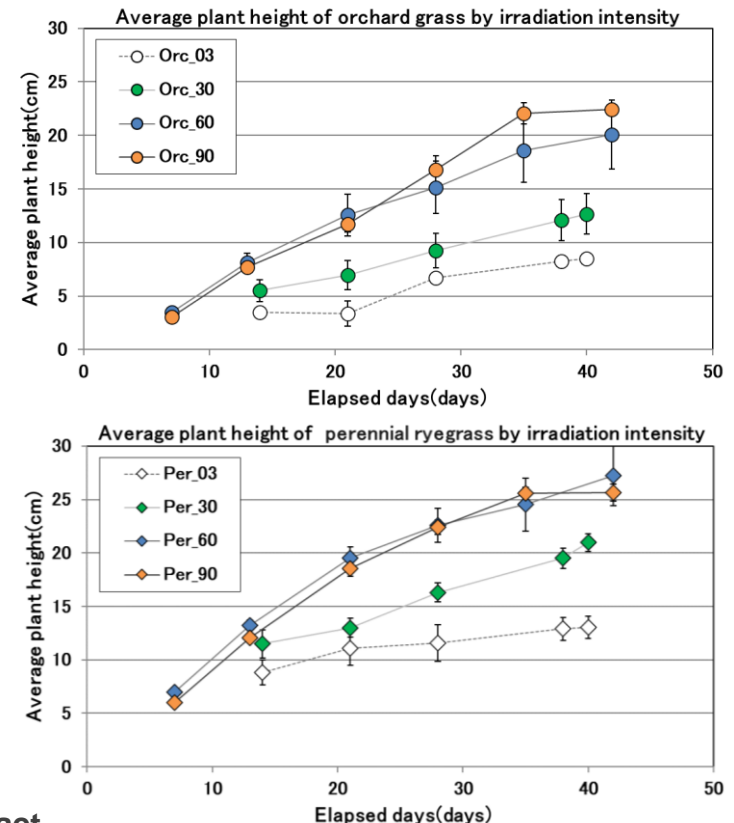 Average plant height of orchard grass by irradiation intensity
Average plant height(cm)
30
25
20
15
10
5
0
Orc_03
Orc_30
Orc_60
Orc_90
0 10 20 30 40 50
Elapsed days(days)
Average plant height of perennial ryegrass by irradiation intensity
Average plant height(cm)
30
25
20
15
10
5
0
Per_03
Per_30
Per_60
Per_90
0 10 20 30 40 50
Elapsed days(days)